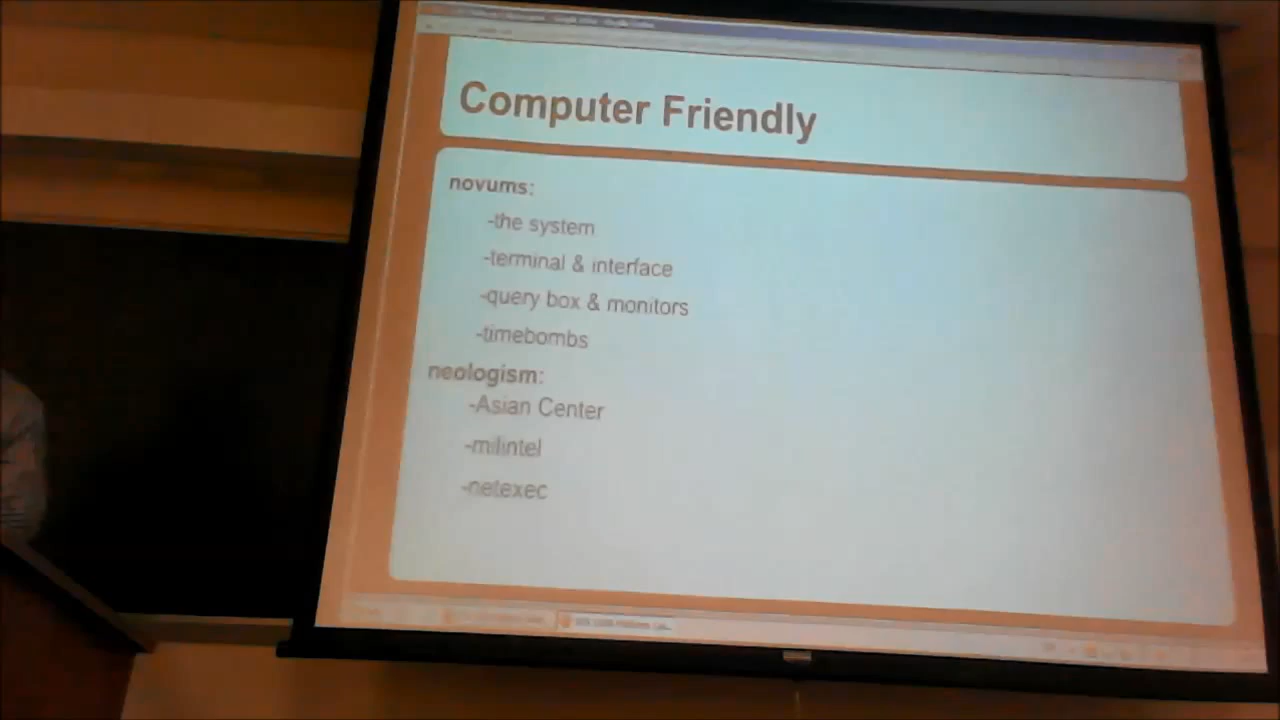 Computer Friendly
novums:
-the system
-terminal & interface
-query box & monitors
-timebombs
neologism:
-Asian Center
-milintel
-netexec